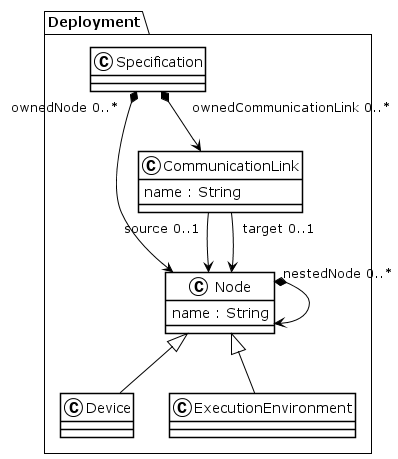 Deployment
C Specification
ownedNode 0..*
ownedCommunicationLink 0..*
C CommunicationLink
name : String
source 0..1
target 0..1
nestedNode 0..*
C Node
name : String
C Device
C ExecutionEnvironment